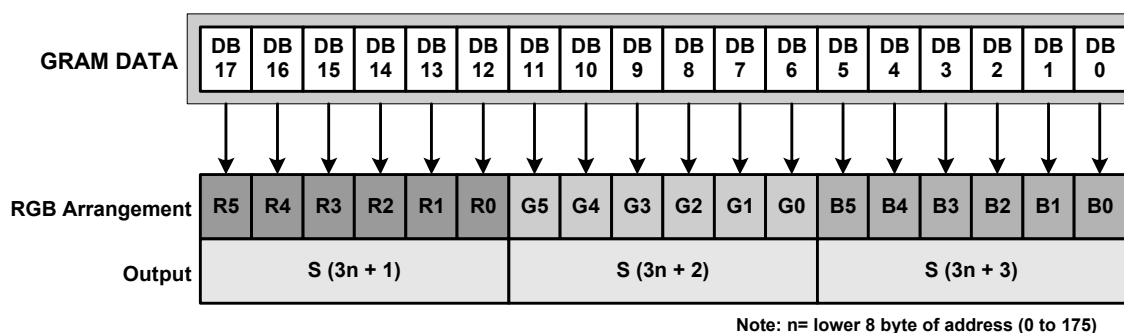 GRAM DATA DB 17 DB 16 DB 15 DB 14 DB 13 DB 12 DB 11 DB 10 DB 9 DB 8 DB 7 DB 6 DB 5 DB 4 DB 3 DB 2 DB 1 DB 0
RGB Arrangement R5 R4 R3 R2 R1 R0 G5 G4 G3 G2 G1 G0 B5 B4 B3 B2 B1 B0
Output S (3n + 1) S (3n + 2) S (3n + 3)
Note: n= lower 8 byte of address (0 to 175)